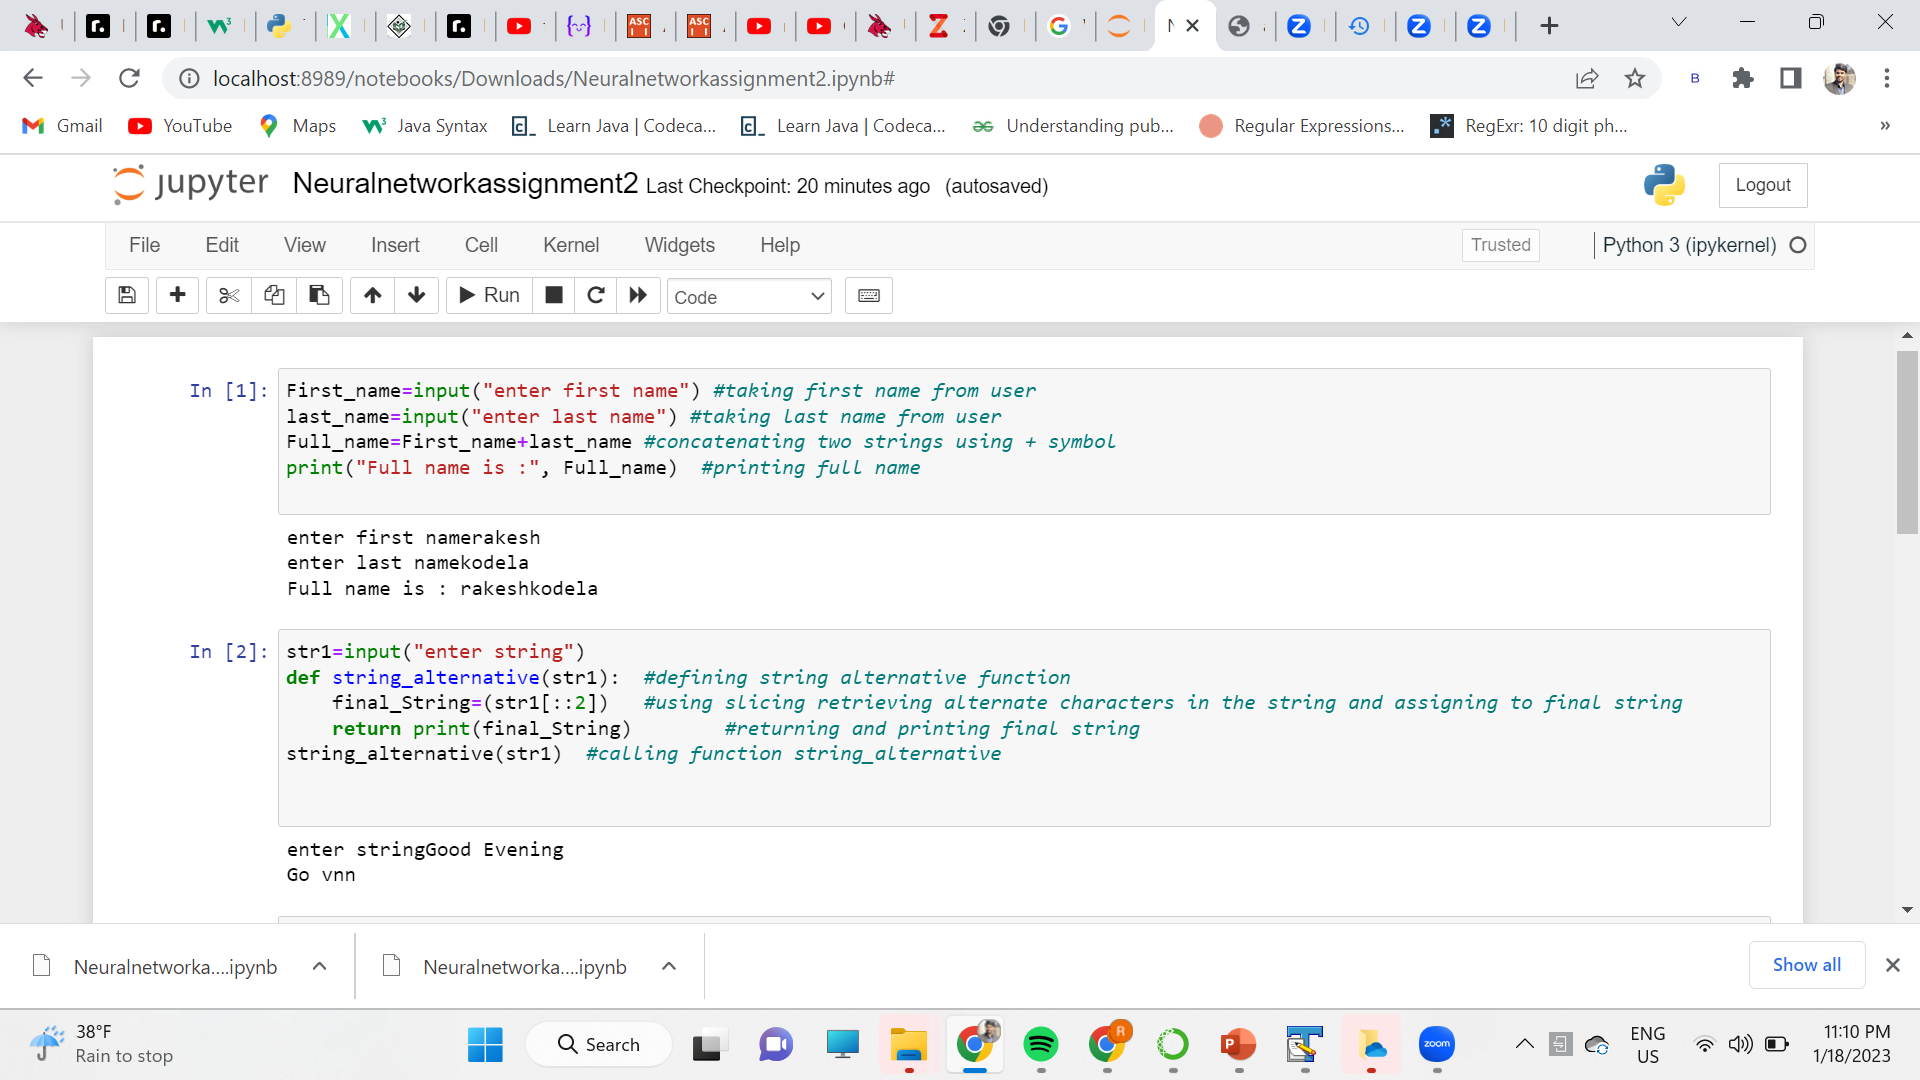 localhost:8989/notebooks/Downloads/Neuralnetworkassignment2.ipynb#
Gmail YouTube Maps Java Syntax Learn Java | Codeca... Learn Java | Codeca... Understanding pub... Regular Expressions... RegExr: 10 digit ph... »
jupyter Neuralnetworkassignment2 Last Checkpoint: 20 minutes ago (autosaved) Logout
File Edit View Insert Cell Kernel Widgets Help Trusted Python 3 (ipykernel)
Run Code
In [1]: First_name=input("enter first name") #taking first name from user
last_name=input("enter last name") #taking last name from user
Full_name=First_name+last_name #concatenating two strings using + symbol
print("Full name is :", Full_name)  #printing full name
enter first namerakesh
enter last namekodela
Full name is : rakeshkodela
In [2]: str1=input("enter string")
def string_alternative(str1):  #defining string alternative function
    final_String=(str1[::2])   #using slicing retrieving alternate characters in the string and assigning to final string
    return print(final_String)        #returning and printing final string
string_alternative(str1)  #calling function string_alternative
enter stringGood Evening
Go vnn
Neuralnetworka....ipynb Neuralnetworka....ipynb Show all
38°F
Rain to stop
Search
zoom
ENG
US
11:10 PM
1/18/2023